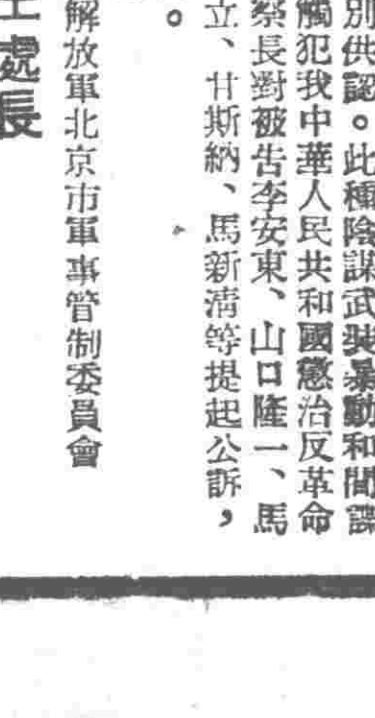 別供認。此種陰謀武裝暴動和間諜
觸犯我中華人民共和國懲治反革命
察長對被告李安東、山口隆一、馬
立、甘斯納、馬新清等提起公訴，
。
解放軍北京市軍事管制委員會
處長